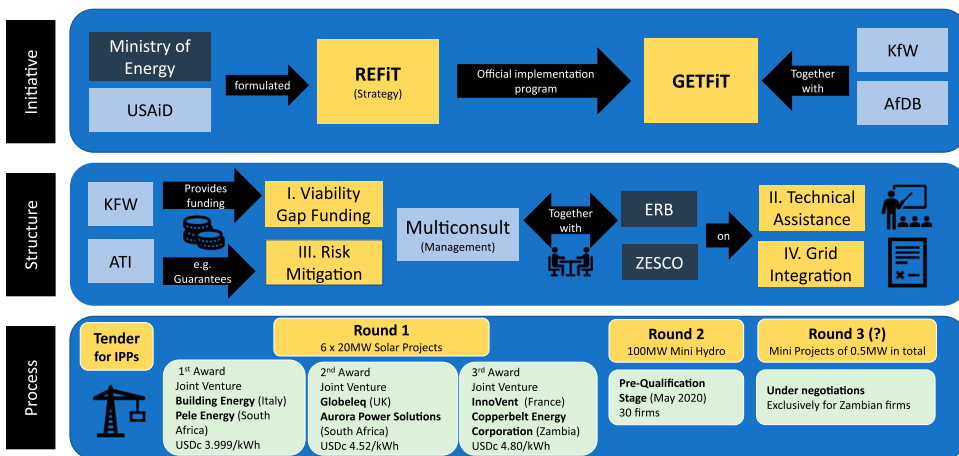 Initiative
Ministry of
Energy
USAiD
formulated
REFiT
(Strategy)
Official implementation
program
GETFiT
Together
with
KfW
AfDB
Structure
KFW
ATI
Provides
funding
e.g.
Guarantees
I. Viability
Gap Funding
III. Risk
Mitigation
Multiconsult
(Management)
Together
with
ERB
ZESCO
on
II. Technical
Assistance
IV. Grid
Integration
Process
Tender
for IPPs
Round 1
6 x 20MW Solar Projects
1st Award
Joint Venture
Building Energy (Italy)
Pele Energy (South
Africa)
USDc 3.999/kWh
2nd Award
Joint Venture
Globeleq (UK)
Aurora Power Solutions
(South Africa)
USDc 4.52/kWh
3rd Award
Joint Venture
InnoVent (France)
Copperbelt Energy
Corporation (Zambia)
USDc 4.80/kWh
Round 2
100MW Mini Hydro
Pre-Qualification
Stage (May 2020)
30 firms
Round 3 (?)
Mini Projects of 0.5MW in total
Under negotiations
Exclusively for Zambian firms